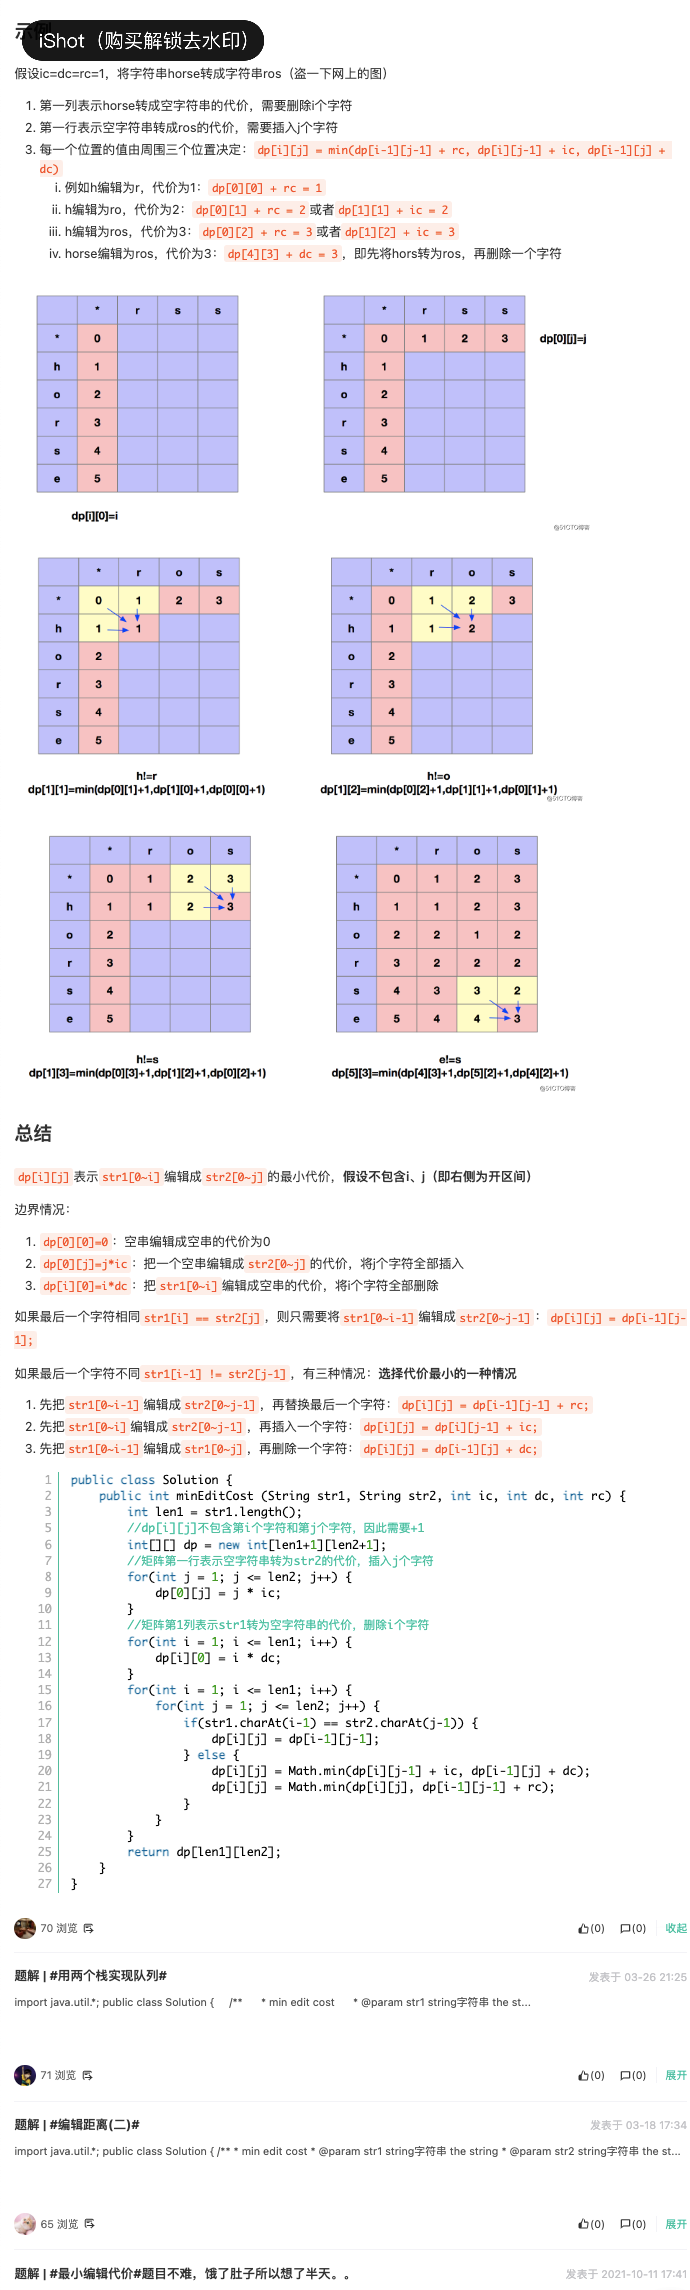 示例
iShot（购买解锁去水印）
假设ic=dc=rc=1，将字符串horse转成字符串ros（盗一下网上的图）
1. 第一列表示horse转成空字符串的代价，需要删除i个字符
2. 第一行表示空字符串转成ros的代价，需要插入j个字符
3. 每一个位置的值由周围三个位置决定：dp[i][j] = min(dp[i-1][j-1] + rc, dp[i][j-1] + ic, dp[i-1][j] +
dc)
i. 例如h编辑为r，代价为1：dp[0][0] + rc = 1
ii. h编辑为ro，代价为2：dp[0][1] + rc = 2 或者 dp[1][1] + ic = 2
iii. h编辑为ros，代价为3：dp[0][2] + rc = 3 或者 dp[1][2] + ic = 3
iv. horse编辑为ros，代价为3：dp[4][3] + dc = 3，即先将hors转为ros，再删除一个字符
* r s s
* 0
h 1
o 2
r 3
s 4
e 5
dp[i][0]=i
* r s s
* 0 1 2 3
h 1
o 2
r 3
s 4
e 5
dp[0][j]=j
@51CTO博客
* r o s
* 0 1 2 3
h 1 1
o 2
r 3
s 4
e 5
h!=r
dp[1][1]=min(dp[0][1]+1,dp[1][0]+1,dp[0][0]+1)
* r o s
* 0 1 2 3
h 1 1 2
o 2
r 3
s 4
e 5
h!=o
dp[1][2]=min(dp[0][2]+1,dp[1][1]+1,dp[0][1]+1)
@51CTO博客
* r o s
* 0 1 2 3
h 1 1 2 3
o 2
r 3
s 4
e 5
h!=s
dp[1][3]=min(dp[0][3]+1,dp[1][2]+1,dp[0][2]+1)
* r o s
* 0 1 2 3
h 1 1 2 3
o 2 2 1 2
r 3 2 2 2
s 4 3 3 2
e 5 4 4 3
e!=s
dp[5][3]=min(dp[4][3]+1,dp[5][2]+1,dp[4][2]+1)
@51CTO博客
总结
dp[i][j] 表示 str1[0~i] 编辑成 str2[0~j] 的最小代价，假设不包含i、j（即右侧为开区间）
边界情况：
1. dp[0][0]=0 ：空串编辑成空串的代价为0
2. dp[0][j]=j*ic ：把一个空串编辑成 str2[0~j] 的代价，将j个字符全部插入
3. dp[i][0]=i*dc ：把 str1[0~i] 编辑成空串的代价，将i个字符全部删除
如果最后一个字符相同 str1[i] == str2[j]，则只需要将 str1[0~i-1] 编辑成 str2[0~j-1]：dp[i][j] = dp[i-1][j-
1];
如果最后一个字符不同 str1[i-1] != str2[j-1]，有三种情况：选择代价最小的一种情况
1. 先把 str1[0~i-1] 编辑成 str2[0~j-1]，再替换最后一个字符：dp[i][j] = dp[i-1][j-1] + rc;
2. 先把 str1[0~i] 编辑成 str2[0~j-1]，再插入一个字符：dp[i][j] = dp[i][j-1] + ic;
3. 先把 str1[0~i-1] 编辑成 str1[0~j]，再删除一个字符：dp[i][j] = dp[i-1][j] + dc;
1 public class Solution {
2 public int minEditCost (String str1, String str2, int ic, int dc, int rc) {
3 int len1 = str1.length();
5 //dp[i][j]不包含第i个字符和第j个字符，因此需要+1
6 int[][] dp = new int[len1+1][len2+1];
7 //矩阵第一行表示空字符串转为str2的代价，插入j个字符
8 for(int j = 1; j <= len2; j++) {
9 dp[0][j] = j * ic;
10 }
11 //矩阵第1列表示str1转为空字符串的代价，删除i个字符
12 for(int i = 1; i <= len1; i++) {
13 dp[i][0] = i * dc;
14 }
15 for(int i = 1; i <= len1; i++) {
16 for(int j = 1; j <= len2; j++) {
17 if(str1.charAt(i-1) == str2.charAt(j-1)) {
18 dp[i][j] = dp[i-1][j-1];
19 } else {
20 dp[i][j] = Math.min(dp[i][j-1] + ic, dp[i-1][j] + dc);
21 dp[i][j] = Math.min(dp[i][j], dp[i-1][j-1] + rc);
22 }
23 }
24 }
25 return dp[len1][len2];
26 }
27 }
70 浏览 (0) (0) 收起
题解 | #用两个栈实现队列# 发表于 03-26 21:25
import java.util.*; public class Solution { /** * min edit cost * @param str1 string字符串 the st...
71 浏览 (0) (0) 展开
题解 | #编辑距离(二)# 发表于 03-18 17:34
import java.util.*; public class Solution { /** * min edit cost * @param str1 string字符串 the string * @param str2 string字符串 the st...
65 浏览 (0) (0) 展开
题解 | #最小编辑代价#题目不难，饿了肚子所以想了半天。。 发表于 2021-10-11 17:41